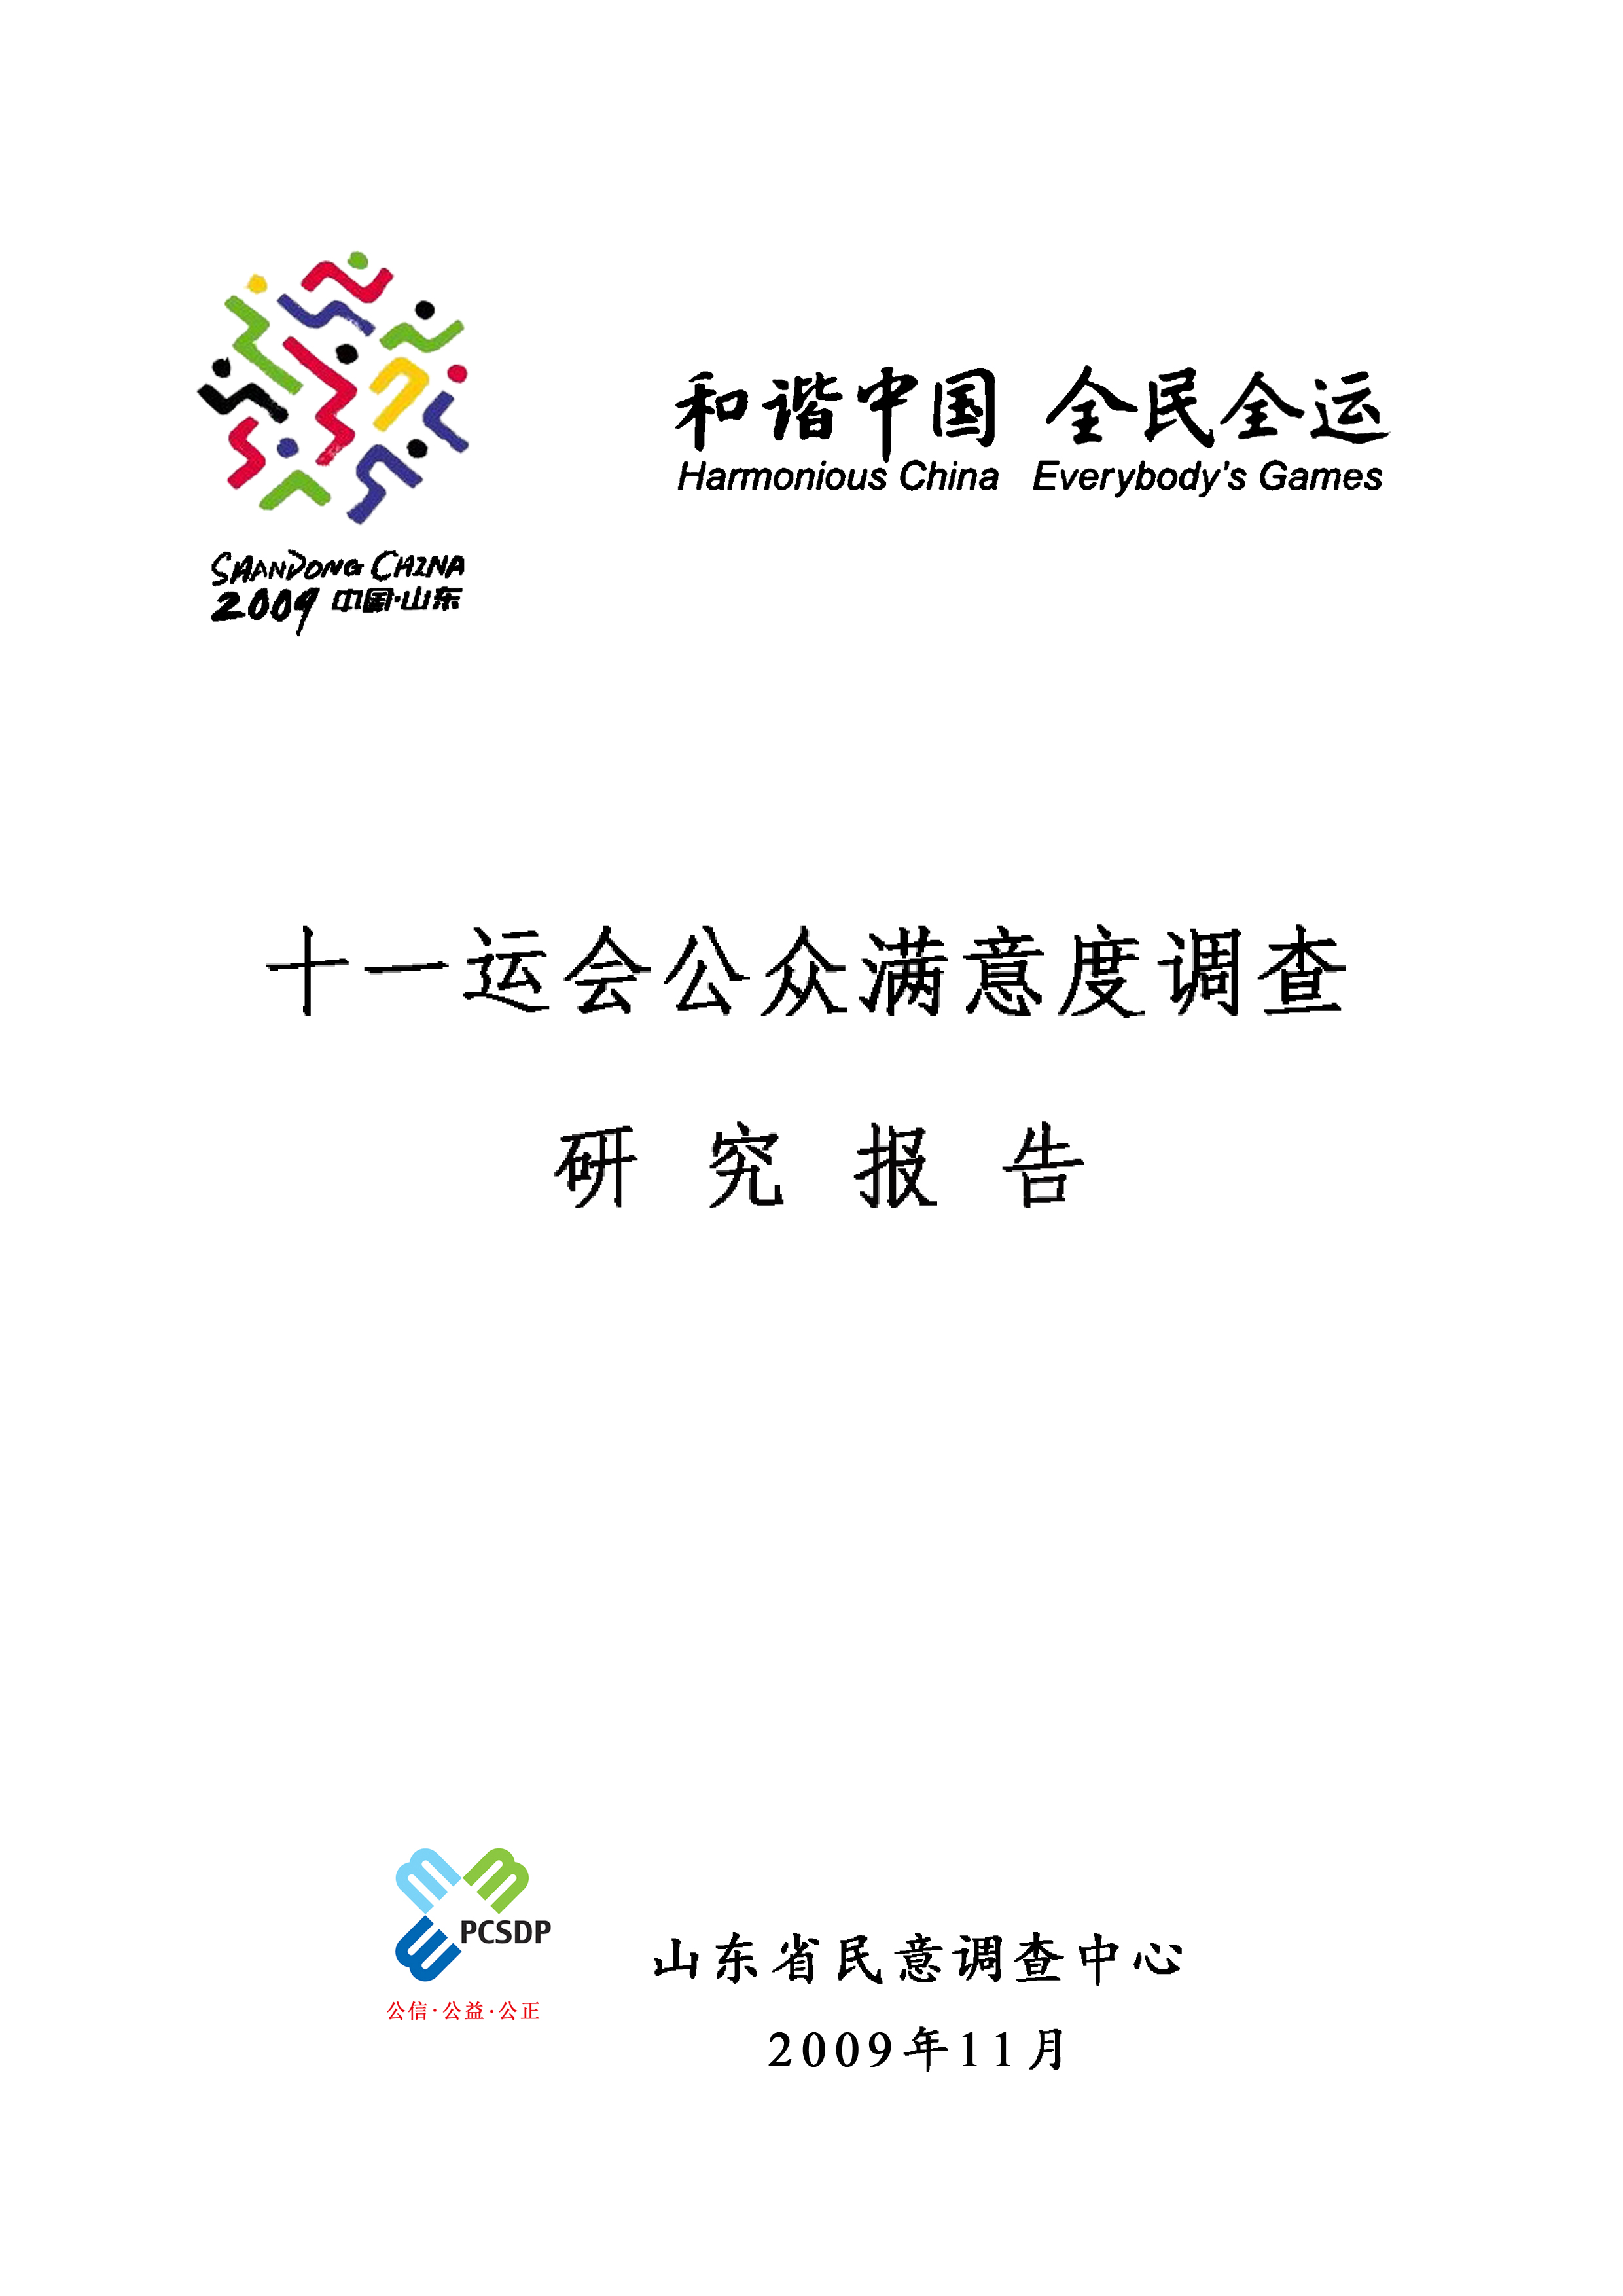 和谐中国 全民全运
Harmonious China Everybody's Games
SHANDONG CHINA
2009 中国·山东
十一运会公众满意度调查
研究报告
PCSDP
公信·公益·公正
山东省民意调查中心
2009年11月